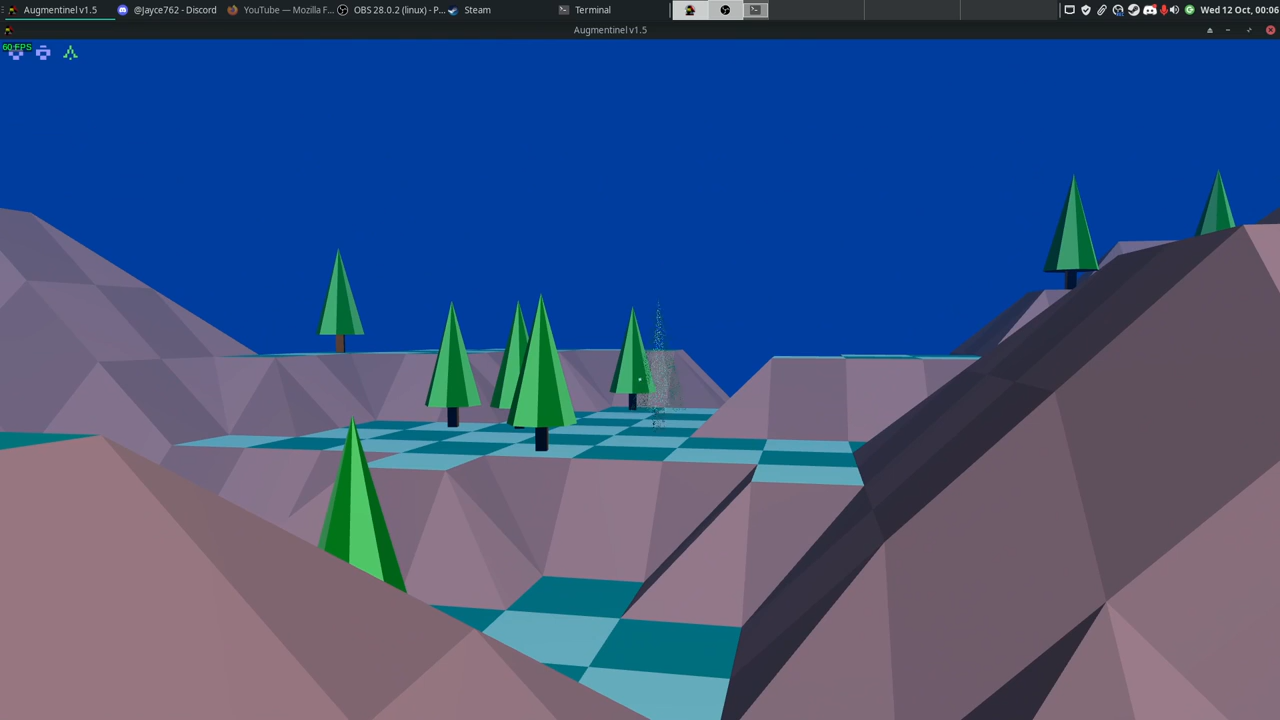 Augmentinel v1.5
@Jayce762 - Discord
YouTube — Mozilla F...
OBS 28.0.2 (linux) - P...
Steam
Terminal
Wed 12 Oct, 00:06
Augmentinel v1.5
60 FPS